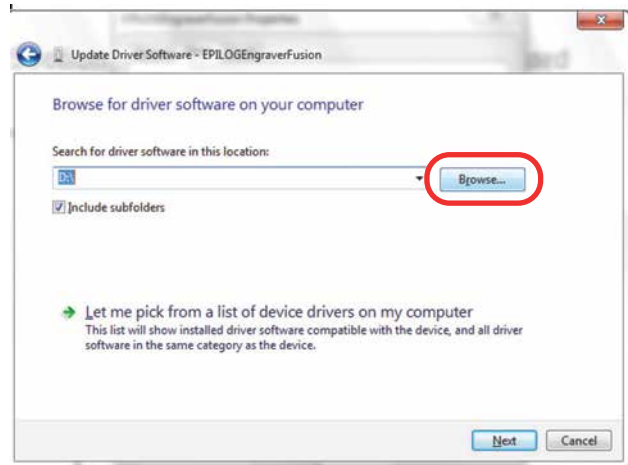 Update Driver Software - EPILOGEngraverFusion
Browse for driver software on your computer
Search for driver software in this location:
D:\
Browse...
Include subfolders
Let me pick from a list of device drivers on my computer
This list will show installed driver software compatible with the device, and all driver
software in the same category as the device.
Next
Cancel